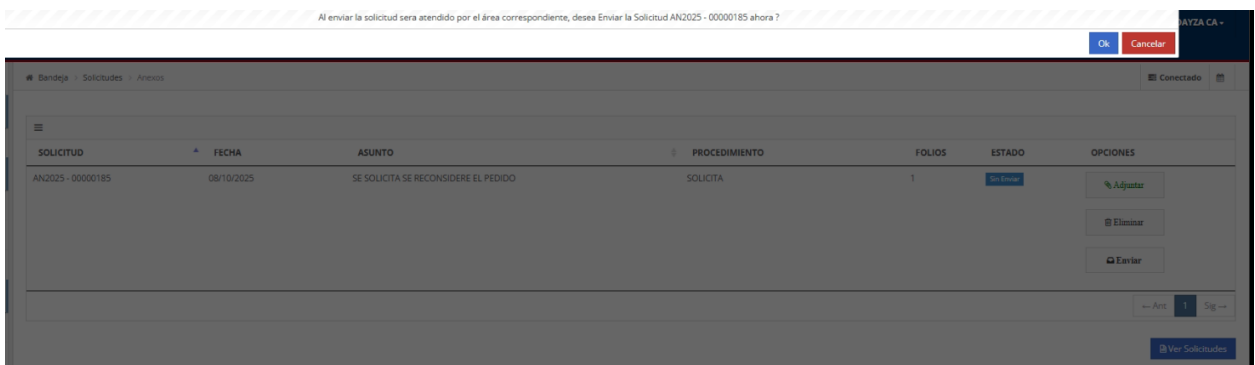 Al enviar la solicitud sera atendido por el área correspondiente, desea Enviar la Solicitud AN2025 - 00000185 ahora ?
CA
Ok Cancelar
Bandeja Solicitudes Anexos Conectado
SOLICITUD FECHA ASUNTO PROCEDIMIENTO FOLIOS ESTADO OPCIONES
AN2025 - 00000185 08/10/2025 SE SOLICITA SE RECONSIDERE EL PEDIDO SOLICITA 1 Sin Enviar Adjuntar
Eliminar
Enviar
← Ant 1 Sig →
Ver Solicitudes